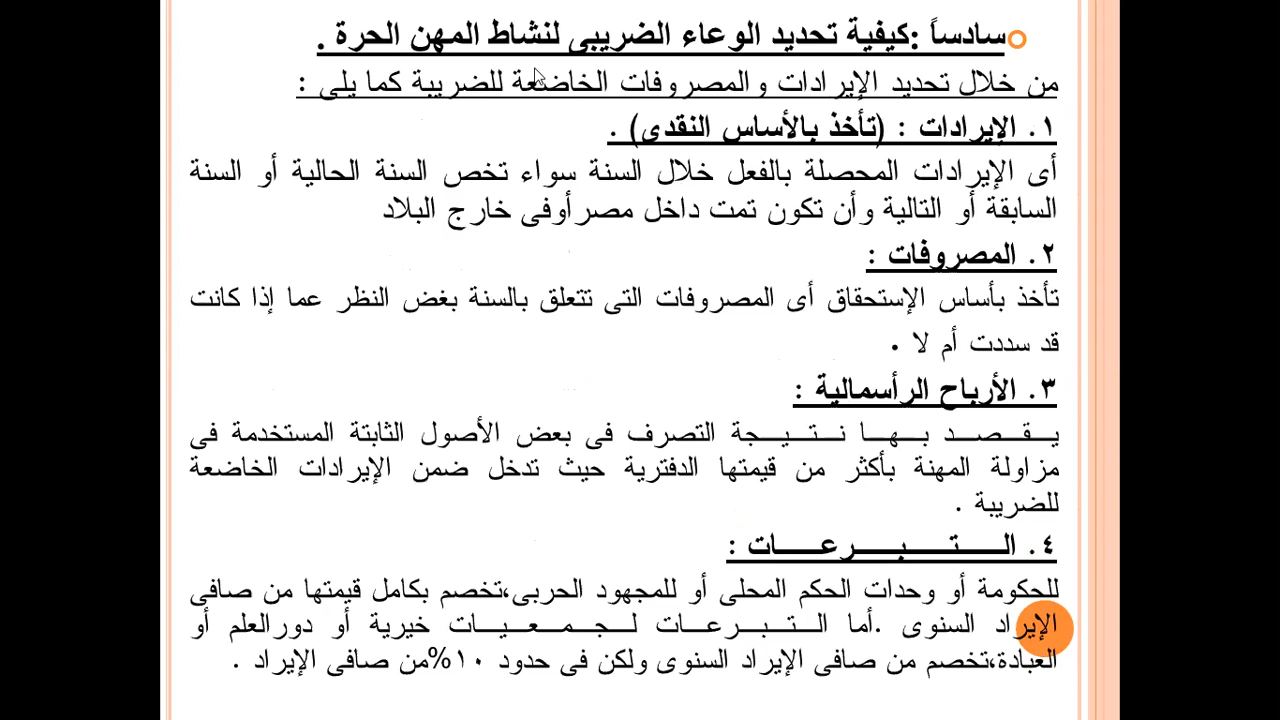 سادساً :كيفية تحديد الوعاء الضريبى لنشاط المهن الحرة .
من خلال تحديد الإيرادات والمصروفات الخاضعة للضريبة كما يلى :
١. الإيرادات : (تأخذ بالأساس النقدى) .
أى الإيرادات المحصلة بالفعل خلال السنة سواء تخص السنة الحالية أو السنة
السابقة أو التالية وأن تكون تمت داخل مصرأوفى خارج البلاد
٢. المصروفات :
تأخذ بأساس الإستحقاق أى المصروفات التى تتعلق بالسنة بغض النظر عما إذا كانت
قد سددت أم لا .
٣. الأرباح الرأسمالية :
يـقـصـد بـهـا نـتـيـجة التصرف فى بعض الأصول الثابتة المستخدمة فى
مزاولة المهنة بأكثر من قيمتها الدفترية حيث تدخل ضمن الإيرادات الخاضعة
للضريبة .
٤. الـتـبـرعـات :
للحكومة أو وحدات الحكم المحلى أو للمجهود الحربى،تخصم بكامل قيمتها من صافى
الإيراد السنوى .أما الـتـبـرعـات لـجـمـعـيـات خيرية أو دورالعلم أو
العبادة،تخصم من صافى الإيراد السنوى ولكن فى حدود ١٠%من صافى الإيراد .